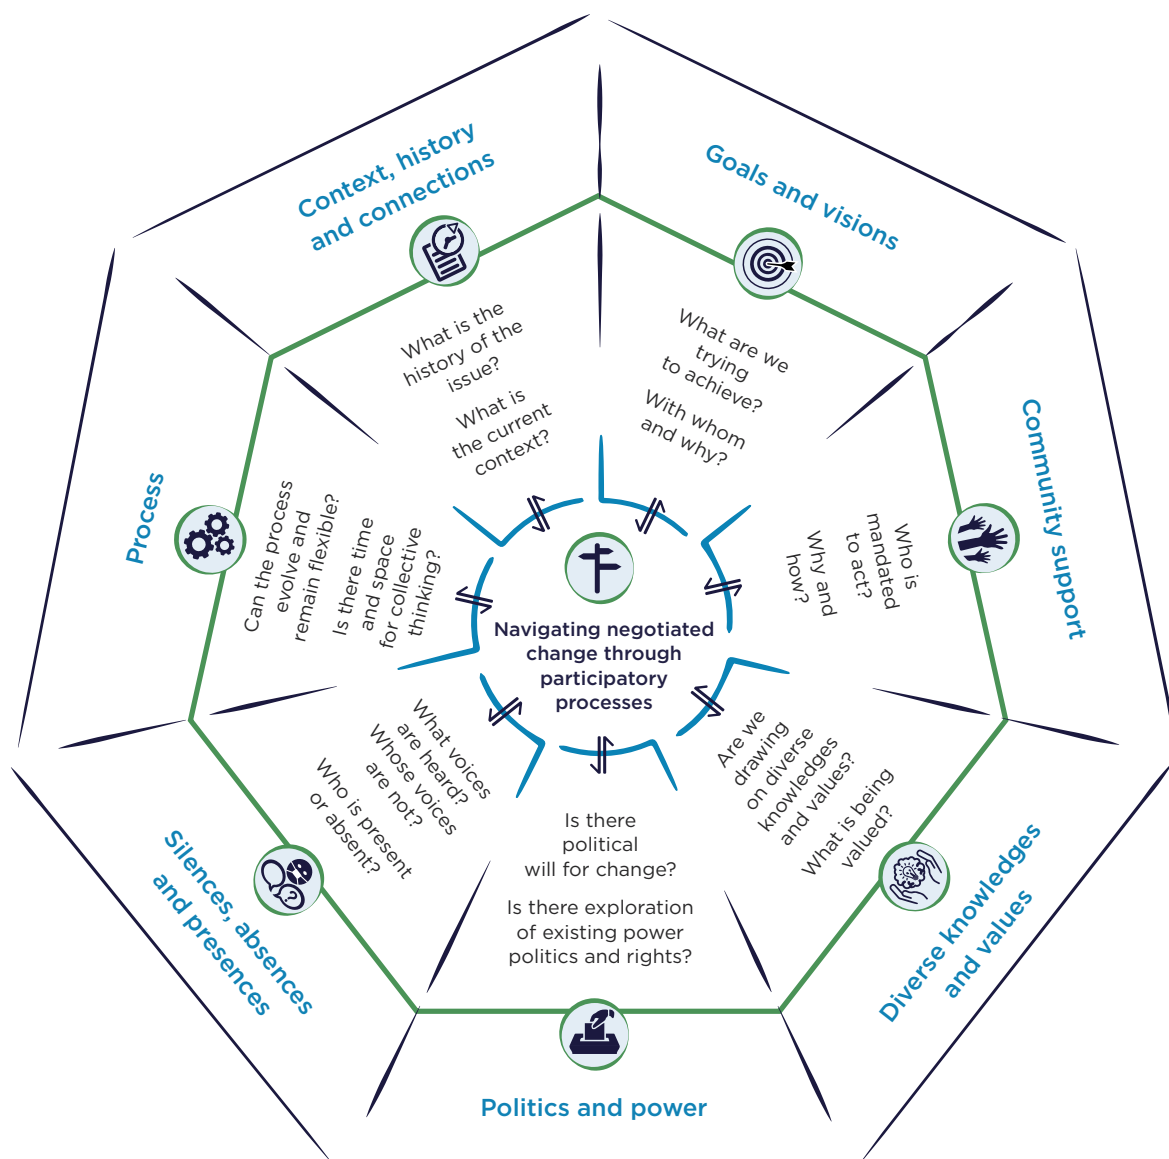 Context, history
and connections
What is the
history of the
issue?
What is
the current
context?
Goals and visions
What are we
trying
to achieve?
With whom
and why?
Community support
Who is
mandated
to act?
Why and
how?
Diverse knowledges
and values
Are we
drawing
on diverse
knowledges
and values?
What is being
valued?
Politics and power
Is there
political
will for change?
Is there exploration
of existing power
politics and rights?
Silences, absences
and presences
What voices
are heard?
Whose voices
are not?
Who is present
or absent?
Process
Can the process
evolve and
remain flexible?
Is there time
and space
for collective
thinking?
Navigating negotiated
change through
participatory
processes
?